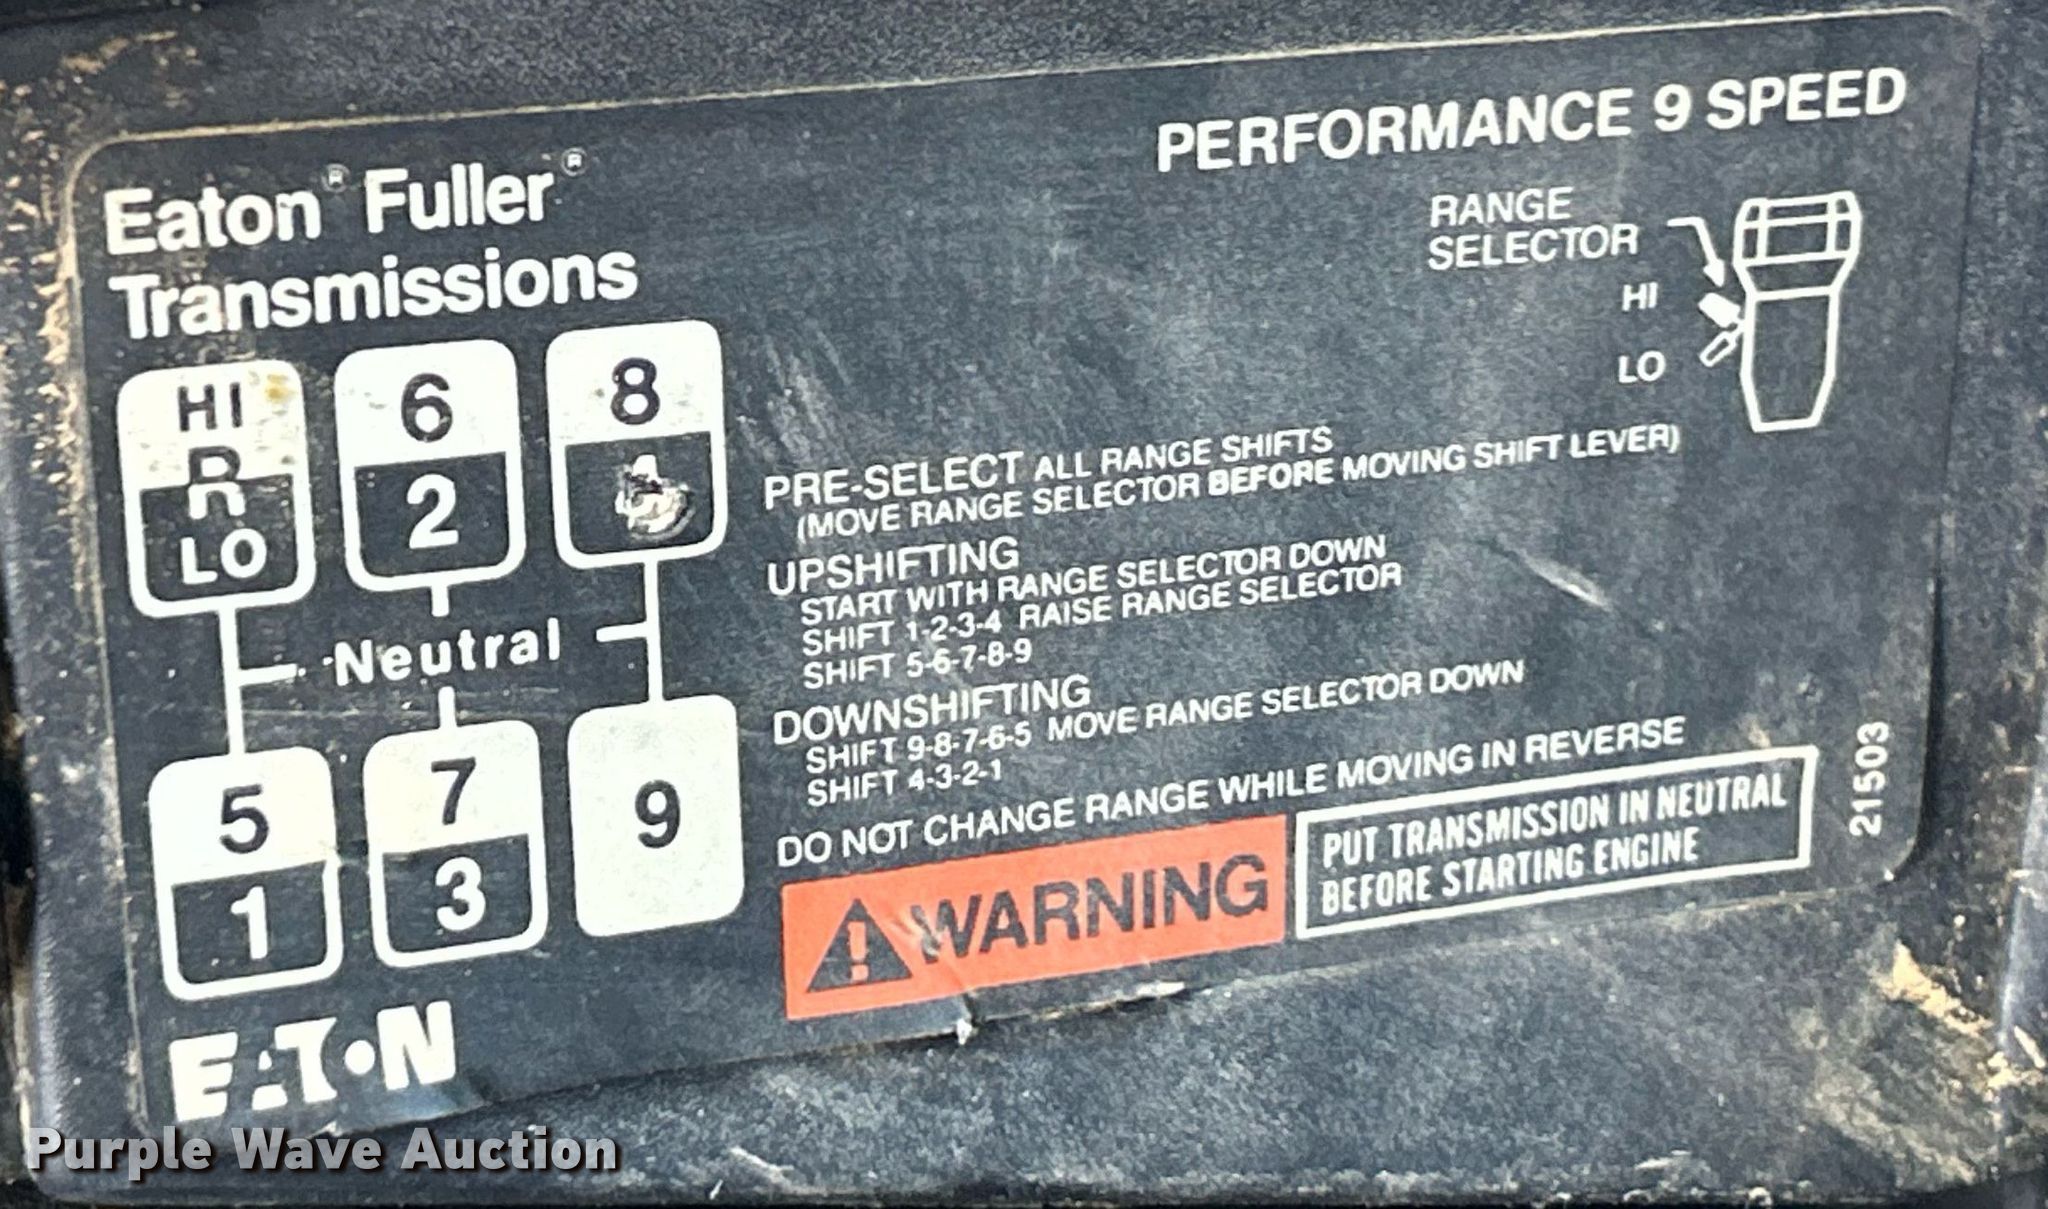 PERFORMANCE 9 SPEED
Eaton® Fuller®
Transmissions
RANGE
SELECTOR
HI
LO
HI
R
LO
6
2
8
Neutral
5
1
7
3
9
PRE-SELECT ALL RANGE SHIFTS
(MOVE RANGE SELECTOR BEFORE MOVING SHIFT LEVER)
UPSHIFTING
START WITH RANGE SELECTOR DOWN
SHIFT 1-2-3-4 RAISE RANGE SELECTOR
SHIFT 5-6-7-8-9
DOWNSHIFTING
SHIFT 9-8-7-6-5 MOVE RANGE SELECTOR DOWN
SHIFT 4-3-2-1
DO NOT CHANGE RANGE WHILE MOVING IN REVERSE
WARNING
PUT TRANSMISSION IN NEUTRAL
BEFORE STARTING ENGINE
21503
EATON
Purple Wave Auction